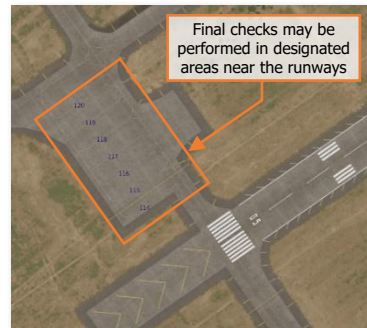 Final checks may be
performed in designated
areas near the runways
120
119
118
117
116
115
114